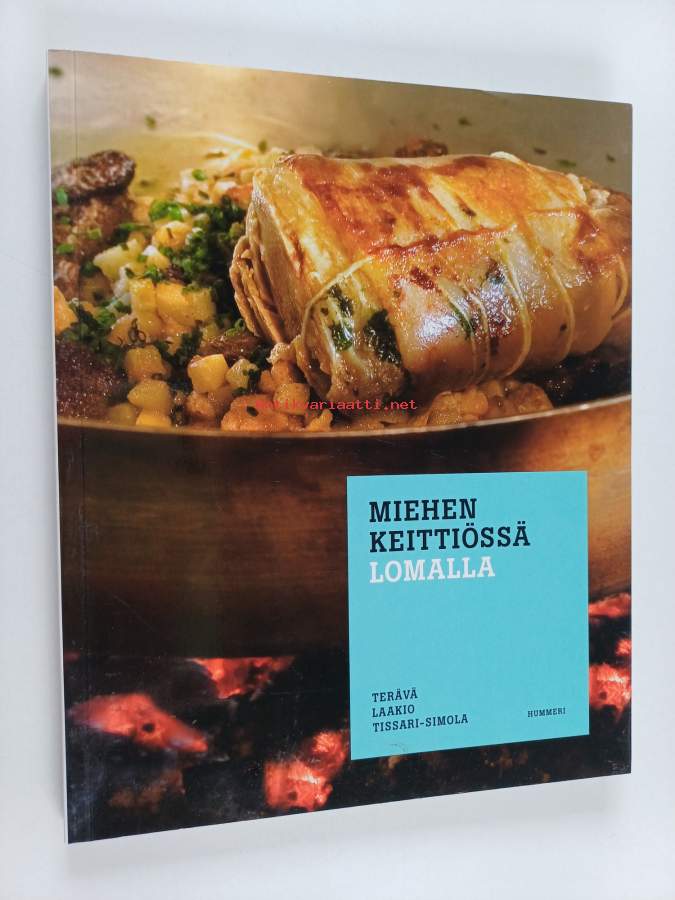 Antikvariaatti.net
MIEHEN
KEITTIÖSSÄ
LOMALLA
TERÄVÄ
LAAKIO
TISSARI-SIMOLA
HUMMERI